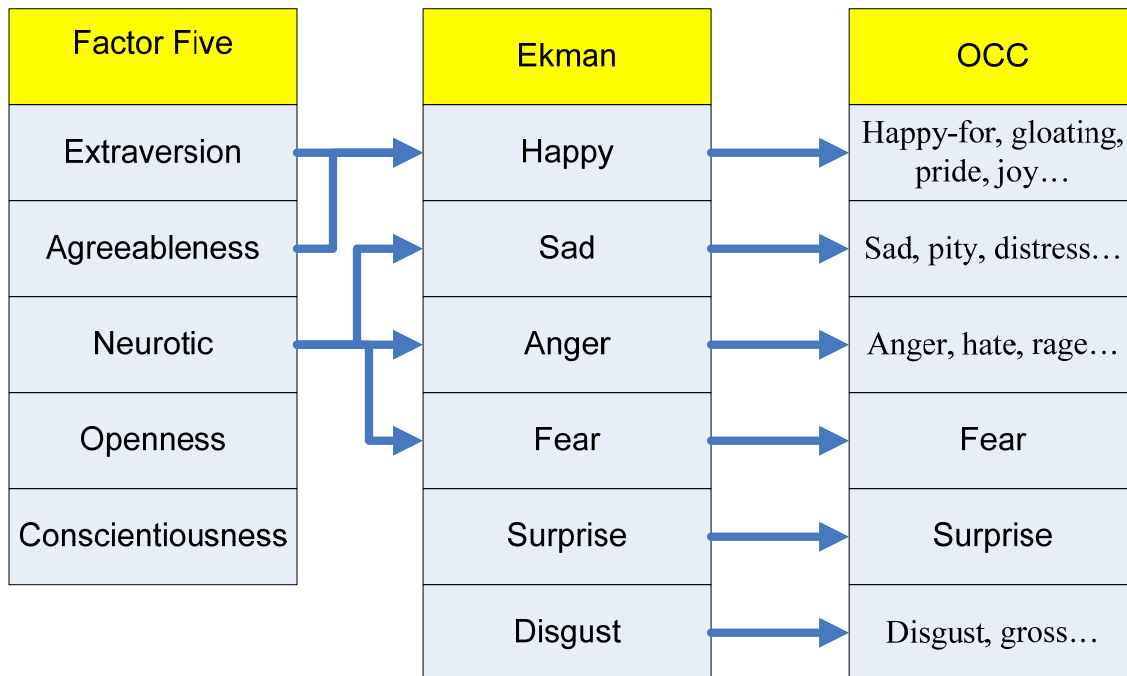 Factor Five
Extraversion
Agreeableness
Neurotic
Openness
Conscientiousness
Ekman
Happy
Sad
Anger
Fear
Surprise
Disgust
OCC
Happy-for, gloating,
pride, joy…
Sad, pity, distress…
Anger, hate, rage…
Fear
Surprise
Disgust, gross…